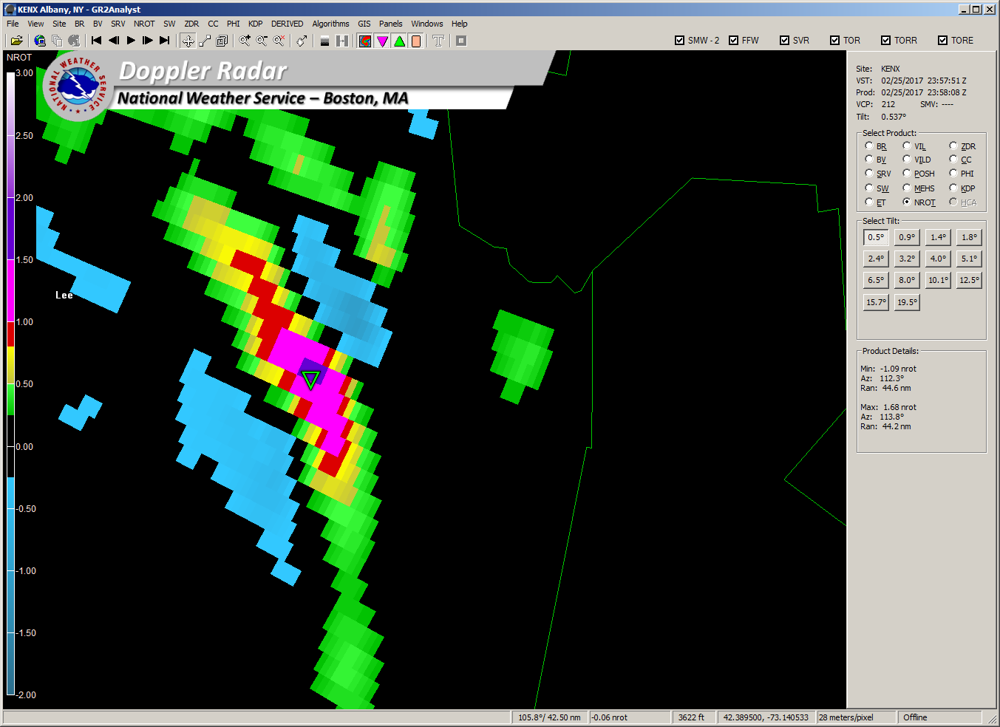 KENX Albany, NY - GR2Analyst
File View Site BR BV SRV NROT SW ZDR CC PHI KDP DERIVED Algorithms GIS Panels Windows Help
SMW - 2 FFW SVR TOR TORR TORE
NROT
3.00
2.50
2.00
1.50
1.00
0.50
0.00
-0.50
-1.00
-1.50
-2.00
NATIONAL WEATHER SERVICE
Doppler Radar
National Weather Service – Boston, MA
Lee
Site: KENX
VST: 02/25/2017 23:57:51 Z
Prod: 02/25/2017 23:58:08 Z
VCP: 212 SMV: ----
Tilt: 0.537°
Select Product:
BR VIL ZDR
BV VILD CC
SRV POSH PHI
SW MEHS KDP
ET NROT HCA
Select Tilt:
0.5° 0.9° 1.4° 1.8°
2.4° 3.2° 4.0° 5.1°
6.5° 8.0° 10.1° 12.5°
15.7° 19.5°
Product Details:
Min: -1.09 nrot
Az: 112.3°
Ran: 44.6 nm
Max: 1.68 nrot
Az: 113.8°
Ran: 44.2 nm
105.8°/ 42.50 nm -0.06 nrot 3622 ft 42.389500, -73.140533 28 meters/pixel Offline